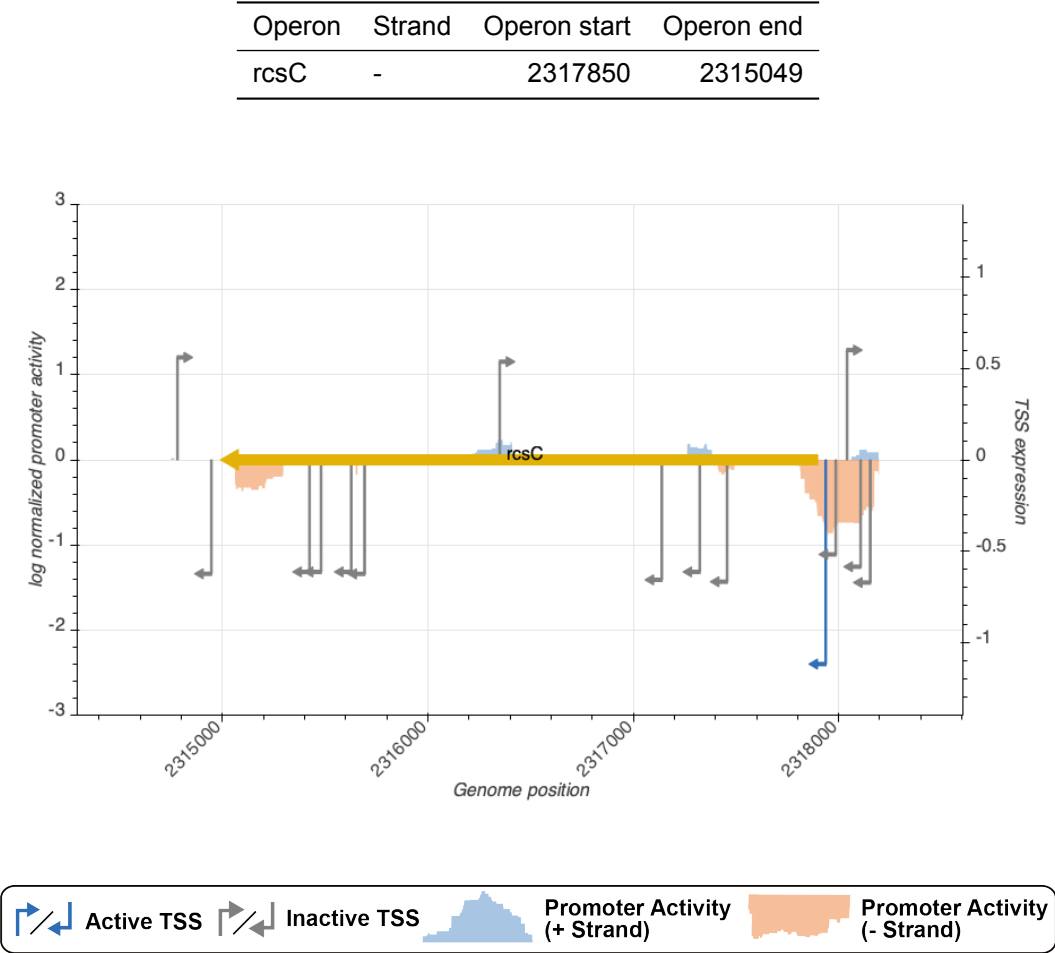 Operon Strand Operon start Operon end
rcsC - 2317850 2315049
3
2
1
0
-1
-2
-3
log normalized promoter activity
rcsC
1
0.5
0
-0.5
-1
TSS expression
2315000 2316000 2317000 2318000
Genome position
Active TSS
Inactive TSS
Promoter Activity
(+ Strand)
Promoter Activity
(- Strand)